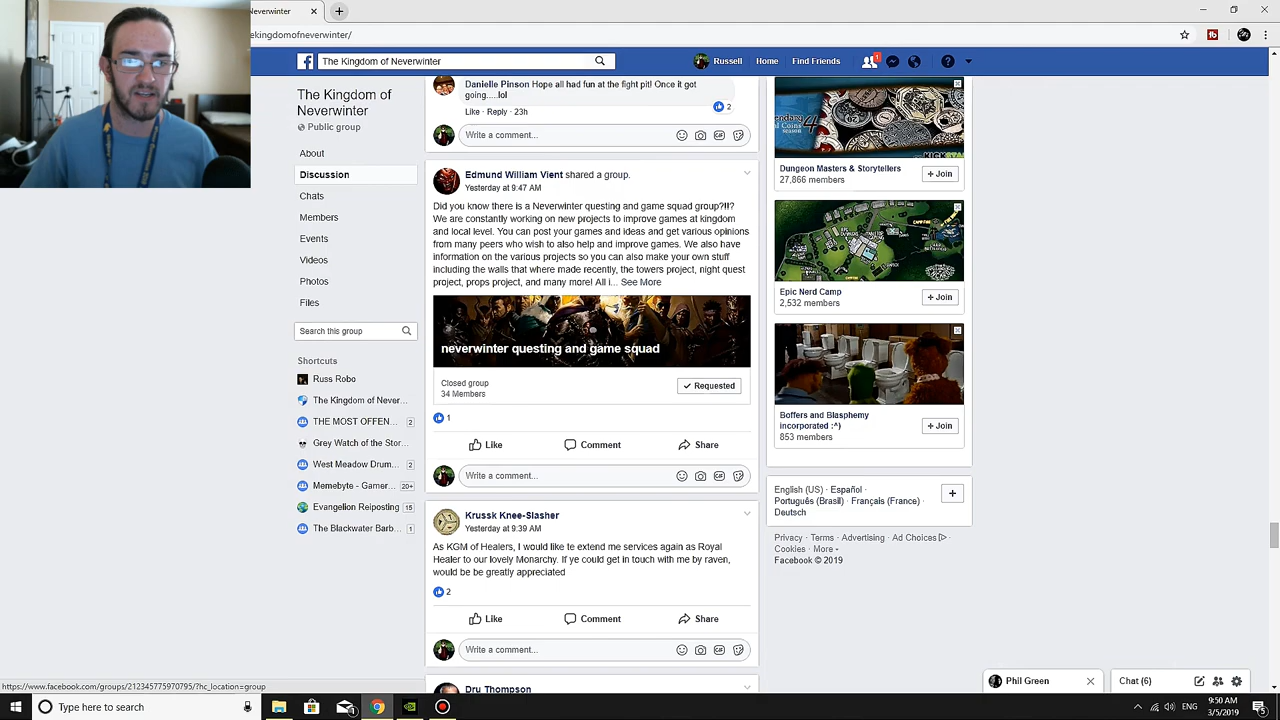 Neverwinter
ekingdomofneverwinter/
The Kingdom of Neverwinter
Russell
Home
Find Friends
1
The Kingdom of
Neverwinter
Public group
About
Discussion
Chats
Members
Events
Videos
Photos
Files
Search this group
Shortcuts
Russ Robo
The Kingdom of Never...
THE MOST OFFEN... 2
Grey Watch of the Stor...
West Meadow Drum... 2
Memebyte - Gamer... 20+
Evangelion Reiposting 15
The Blackwater Barb... 1
Danielle Pinson Hope all had fun at the fight pit! Once it got
going.....lol
2
Like · Reply · 23h
Write a comment...
Edmund William Vient shared a group.
Yesterday at 9:47 AM
Did you know there is a Neverwinter questing and game squad group?!!?
We are constantly working on new projects to improve games at kingdom
and local level. You can post your games and ideas and get various opinions
from many peers who wish to also help and improve games. We also have
information on the various projects so you can also make your own stuff
including the walls that where made recently, the towers project, night quest
project, props project, and many more! All i... See More
neverwinter questing and game squad
Closed group
34 Members
Requested
1
Like Comment Share
Write a comment...
Krussk Knee-Slasher
Yesterday at 9:39 AM
As KGM of Healers, I would like te extend me services again as Royal
Healer to our lovely Monarchy. If ye could get in touch with me by raven,
would be be greatly appreciated
2
Like Comment Share
Write a comment...
Dru Thompson
4
season
KICKSTA
Dungeon Masters & Storytellers
27,866 members
+ Join
Epic Nerd Camp
2,532 members
+ Join
Boffers and Blasphemy
incorporated :^)
853 members
+ Join
English (US) · Español ·
Português (Brasil) · Français (France) ·
Deutsch
Privacy · Terms · Advertising · Ad Choices ·
Cookies · More
Facebook © 2019
Phil Green
Chat (6)
https://www.facebook.com/groups/212345775970795/?hc_location=group
Type here to search
ENG
9:50 AM
3/5/2019
5